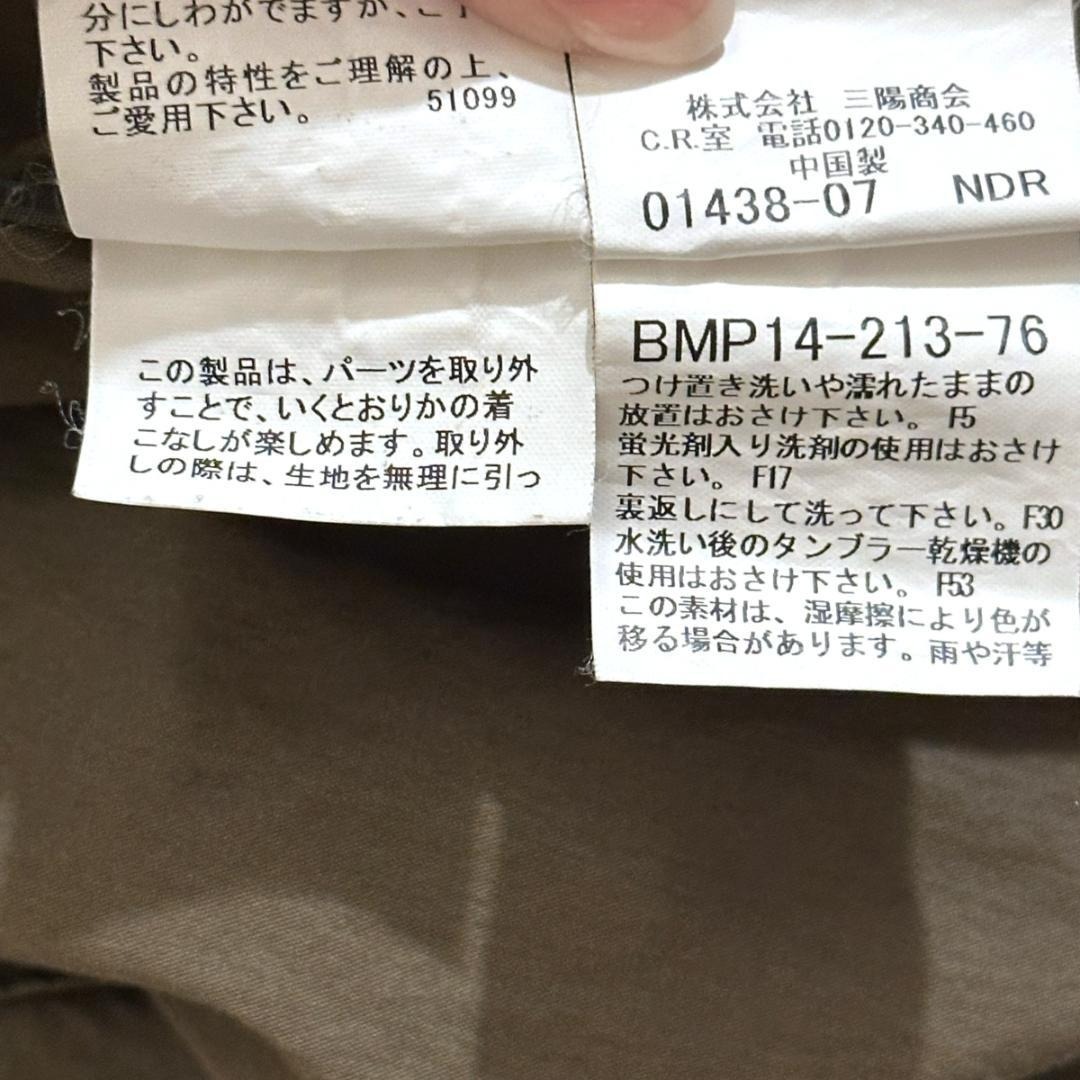 分にしわがでますが、ご
下さい。
製品の特性をご理解の上、
ご愛用下さい。 51099
この製品は、パーツを取り外
すことで、いくとおりかの着
こなしが楽しめます。取り外
しの際は、生地を無理に引っ
株式会社 三陽商会
C.R.室 電話0120-340-460
中国製
01438-07 NDR
BMP14-213-76
つけ置き洗いや濡れたままの
放置はおさけ下さい。 F5
蛍光剤入り洗剤の使用はおさけ
下さい。 F17
裏返しにして洗って下さい。F30
水洗い後のタンブラー乾燥機の
使用はおさけ下さい。 F53
この素材は、湿摩擦により色が
移る場合があります。雨や汗等